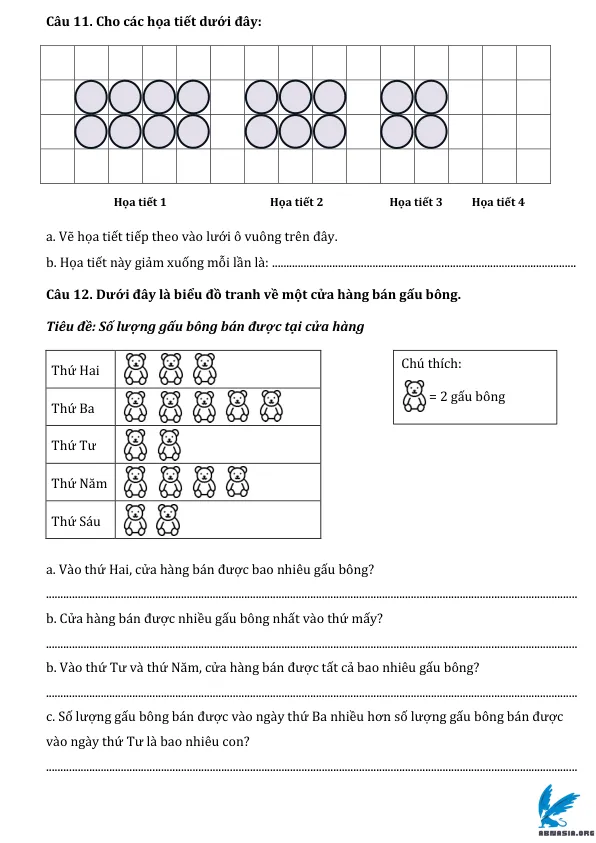 Câu 11. Cho các họa tiết dưới đây:
Họa tiết 1 Họa tiết 2 Họa tiết 3 Họa tiết 4
a. Vẽ họa tiết tiếp theo vào lưới ô vuông trên đây.
b. Họa tiết này giảm xuống mỗi lần là: ...........................................................................................................
Câu 12. Dưới đây là biểu đồ tranh về một cửa hàng bán gấu bông.
Tiêu đề: Số lượng gấu bông bán được tại cửa hàng
Thứ Hai
Thứ Ba
Thứ Tư
Thứ Năm
Thứ Sáu
Chú thích:
= 2 gấu bông
a. Vào thứ Hai, cửa hàng bán được bao nhiêu gấu bông?
b. Cửa hàng bán được nhiều gấu bông nhất vào thứ mấy?
b. Vào thứ Tư và thứ Năm, cửa hàng bán được tất cả bao nhiêu gấu bông?
c. Số lượng gấu bông bán được vào ngày thứ Ba nhiều hơn số lượng gấu bông bán được
vào ngày thứ Tư là bao nhiêu con?
ABMASIA.ORG